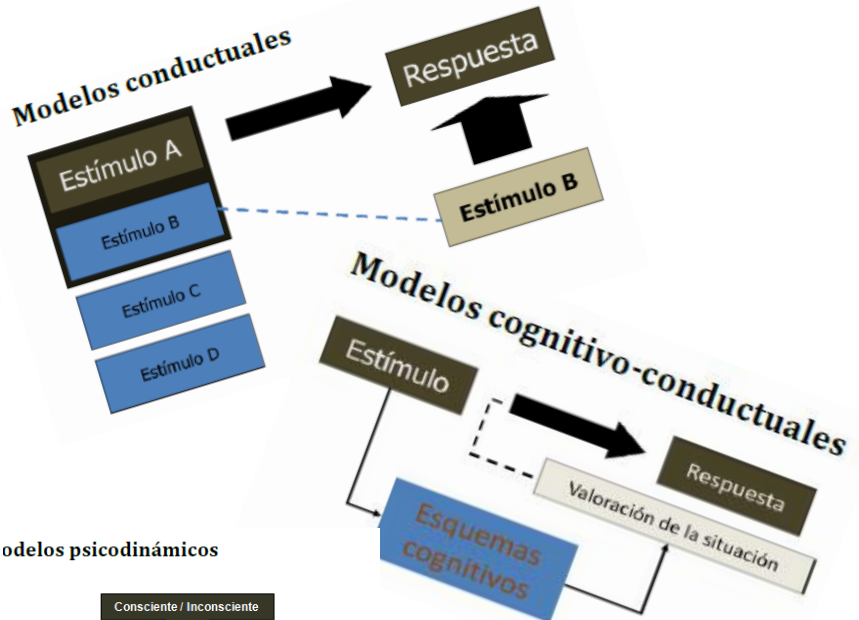 Modelos conductuales
Respuesta
Estímulo A
Estímulo B
Estímulo B
Estímulo C
Estímulo D
Modelos cognitivo-conductuales
Estímulo
Respuesta
Valoración de la situación
Esquemas
cognitivos
odelos psicodinámicos
Consciente / Inconsciente